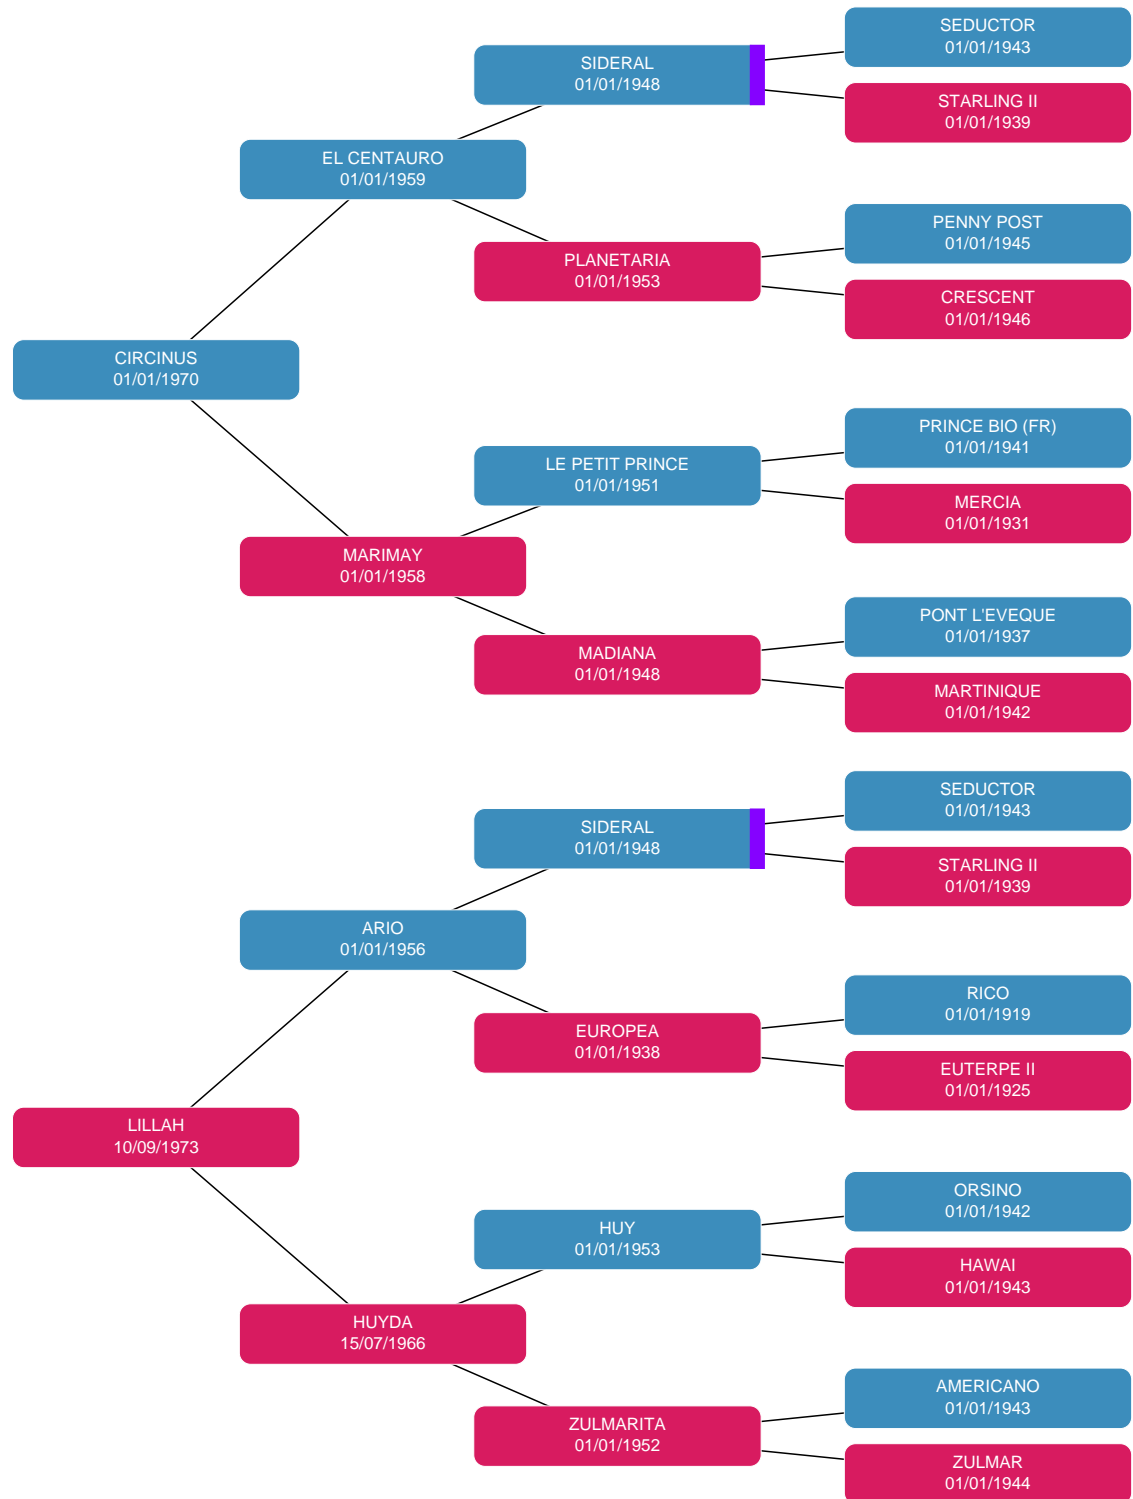 SEDUCTOR
01/01/1943
SIDERAL
01/01/1948
STARLING II
01/01/1939
EL CENTAURO
01/01/1959
PENNY POST
01/01/1945
PLANETARIA
01/01/1953
CRESCENT
01/01/1946
CIRCINUS
01/01/1970
PRINCE BIO (FR)
01/01/1941
LE PETIT PRINCE
01/01/1951
MERCIA
01/01/1931
MARIMAY
01/01/1958
PONT L'EVEQUE
01/01/1937
MADIANA
01/01/1948
MARTINIQUE
01/01/1942
SEDUCTOR
01/01/1943
SIDERAL
01/01/1948
STARLING II
01/01/1939
ARIO
01/01/1956
RICO
01/01/1919
EUROPEA
01/01/1938
EUTERPE II
01/01/1925
LILLAH
10/09/1973
ORSINO
01/01/1942
HUY
01/01/1953
HAWAI
01/01/1943
HUYDA
15/07/1966
AMERICANO
01/01/1943
ZULMARITA
01/01/1952
ZULMAR
01/01/1944